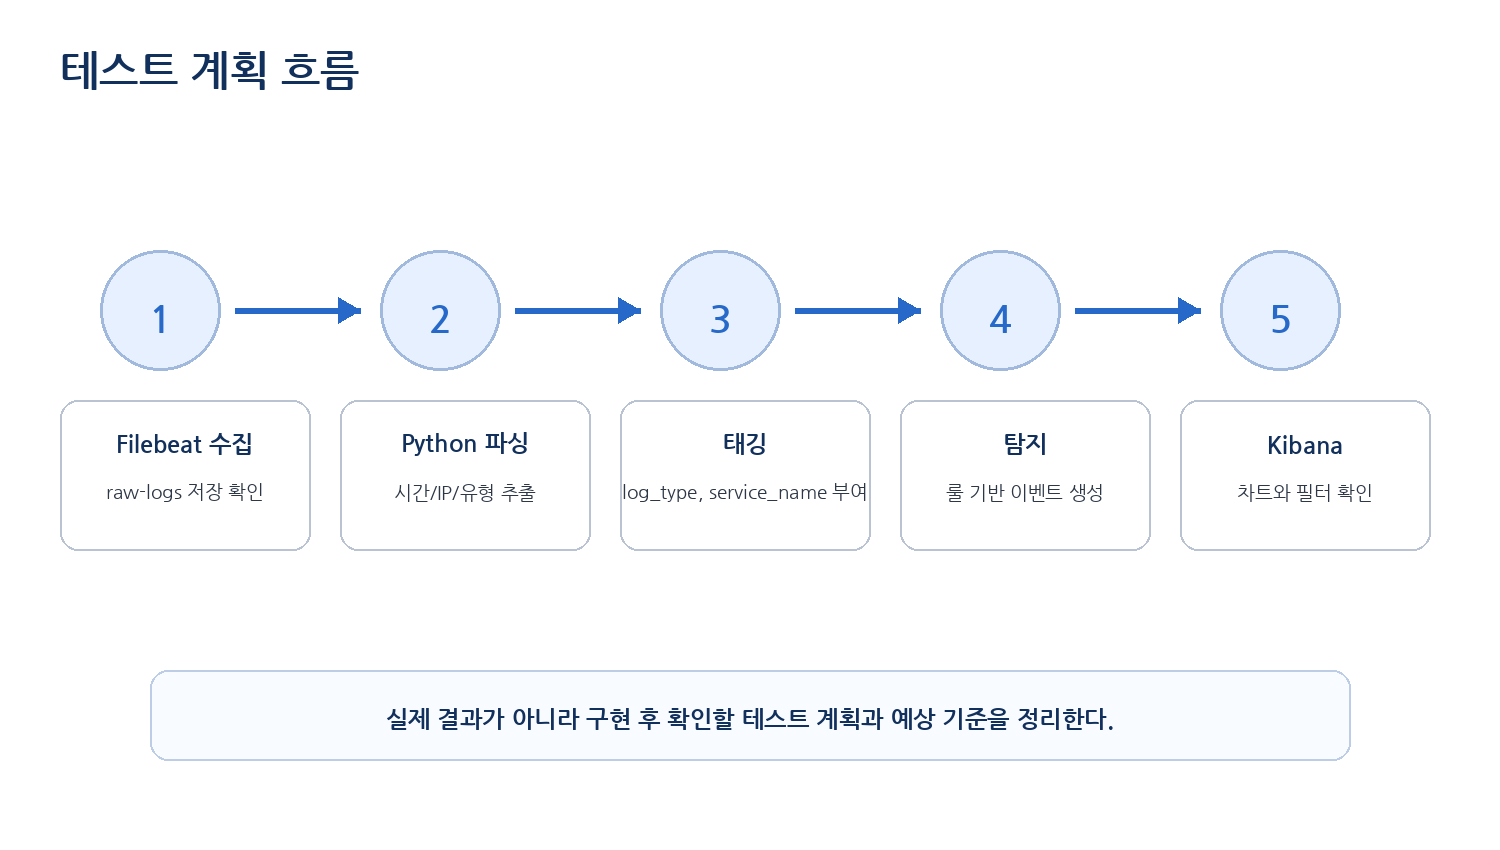 테스트 계획 흐름
1
2
3
4
5
Filebeat 수집
raw-logs 저장 확인
Python 파싱
시간/IP/유형 추출
태깅
log_type, service_name 부여
탐지
룰 기반 이벤트 생성
Kibana
차트와 필터 확인
실제 결과가 아니라 구현 후 확인할 테스트 계획과 예상 기준을 정리한다.